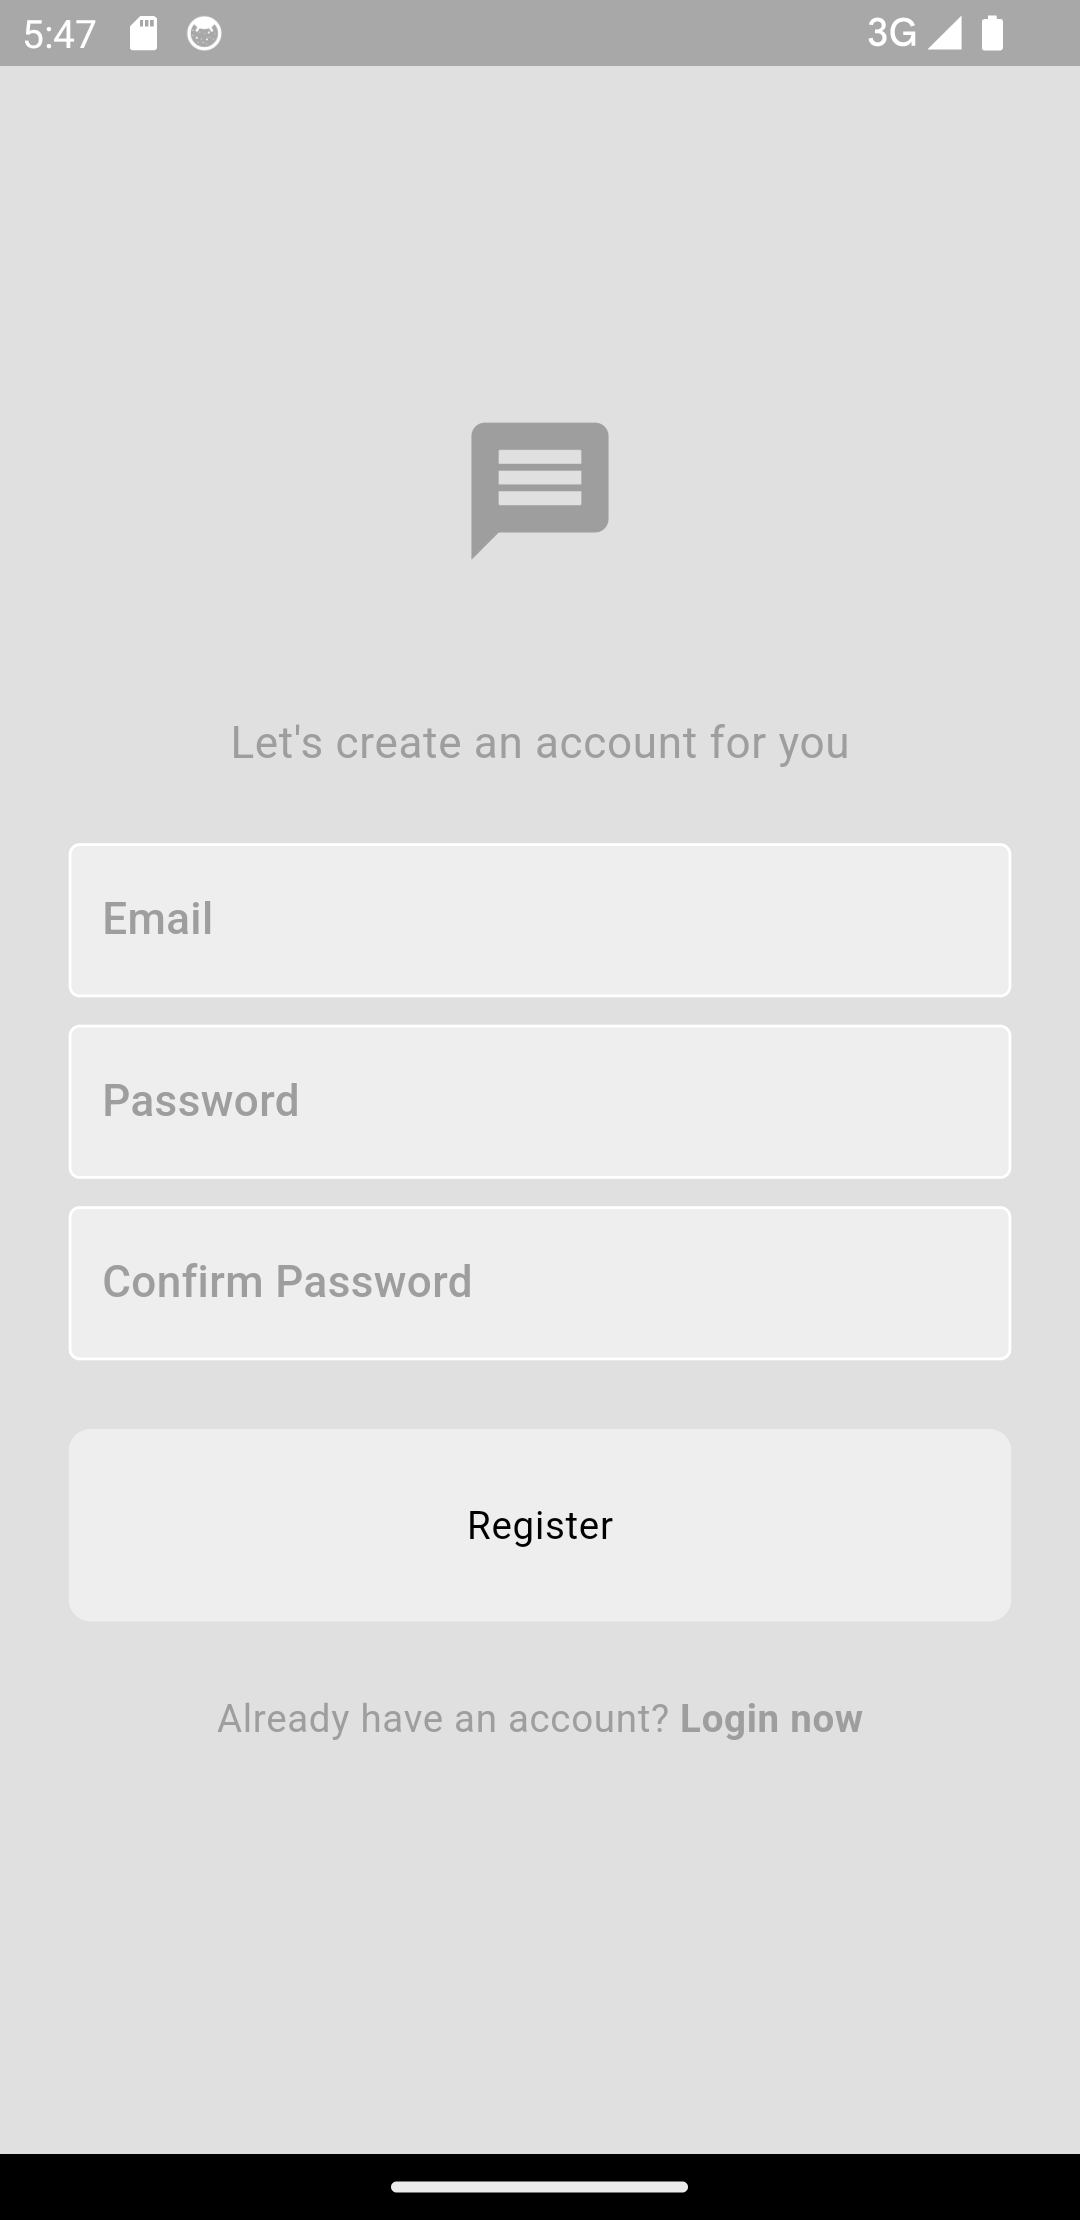 5:47 3G
Let's create an account for you
Email
Password
Confirm Password
Register
Already have an account? Login now